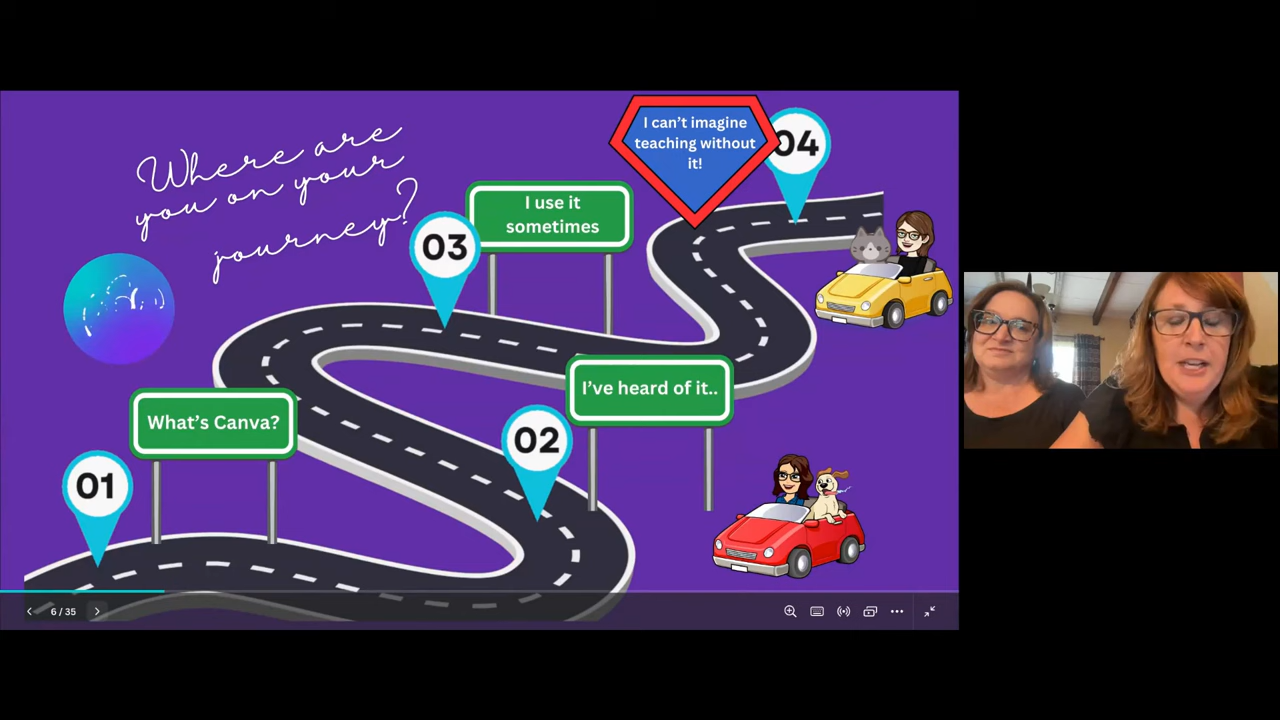 Where are
you on your
journey?
I can't imagine
teaching without
it!
04
I use it
sometimes
03
I've heard of it..
02
What's Canva?
01
6 / 35